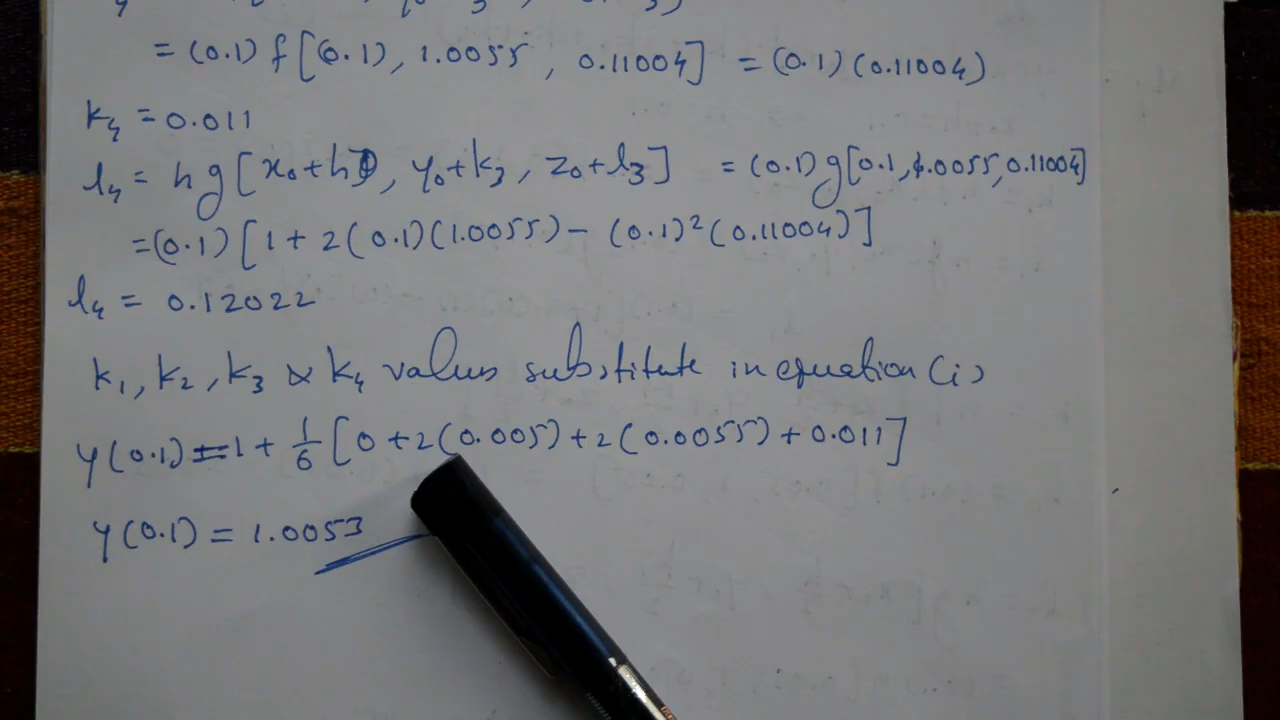 = (0.1) f [(0.1), 1.0055, 0.11004] = (0.1)(0.11004)
k₄ = 0.011
l₄ = h g [x₀+h, y₀+k₃, z₀+l₃] = (0.1) g[0.1, 1.0055, 0.11004]
= (0.1) [1 + 2(0.1)(1.0055) - (0.1)²(0.11004)]
l₄ = 0.12022
k₁, k₂, k₃ & k₄ values substitute in equation (i)
y(0.1) = 1 + 1/6 [0 + 2(0.005) + 2(0.0055) + 0.011]
y(0.1) = 1.0053